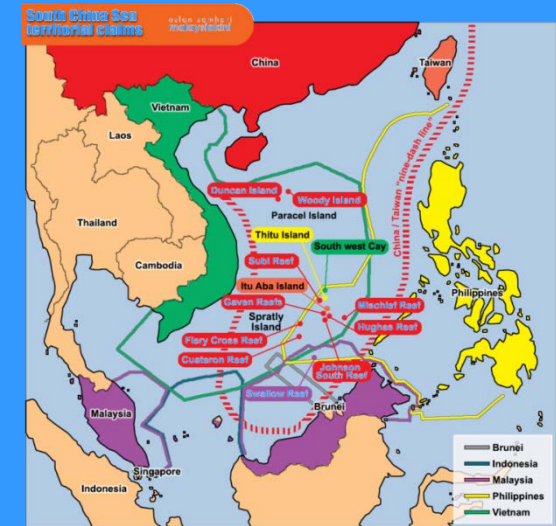 South China Sea
territorial claims
China
Taiwan
Vietnam
Laos
China / Taiwan "nine-dash line"
Duncan Island
Woody Island
Paracel Island
Thailand
Thitu Island
South west Cay
Subi Reef
Cambodia
Itu Aba Island
Gavan Reefs
Mischief Reef
Philippines
Spratly
Island
Hughes Reef
Fiery Cross Reef
Cuateron Reef
Johnson
South Reef
Swallow Reef
Brunei
Malaysia
Singapore
Indonesia
Brunei
Indonesia
Malaysia
Philippines
Vietnam